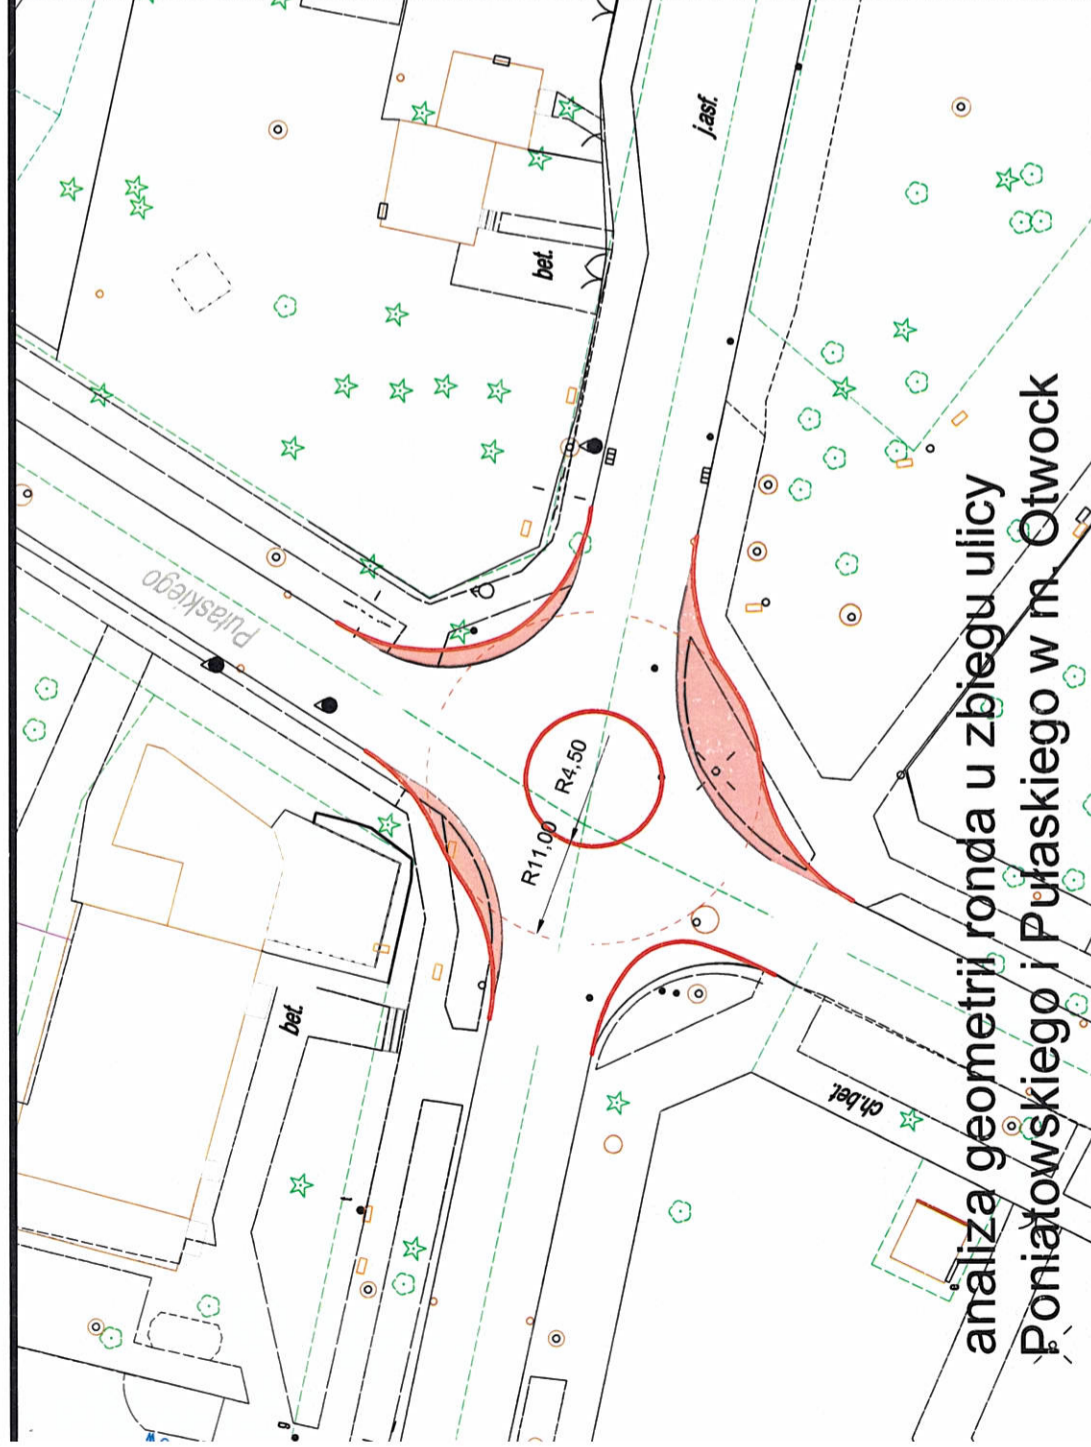 j.asf.
bet.
Pułaskiego
R4,50
R11,00
bet.
ch.bet.
t
g
e
analiza geometrii ronda u zbiegu ulicy
Poniatowskiego i Pułaskiego w m. Otwock